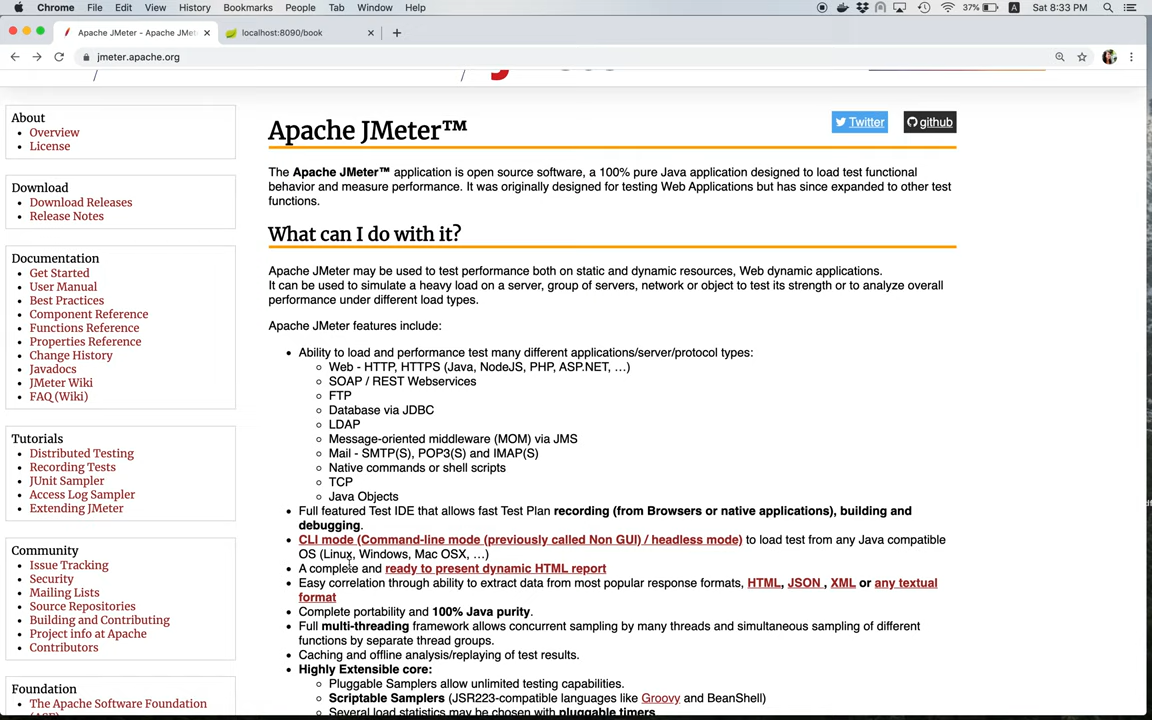 Chrome File Edit View History Bookmarks People Tab Window Help
37% A Sat 8:33 PM
Apache JMeter - Apache JMet
localhost:8090/book
jmeter.apache.org
About
Overview
License
Download
Download Releases
Release Notes
Documentation
Get Started
User Manual
Best Practices
Component Reference
Functions Reference
Properties Reference
Change History
Javadocs
JMeter Wiki
FAQ (Wiki)
Tutorials
Distributed Testing
Recording Tests
JUnit Sampler
Access Log Sampler
Extending JMeter
Community
Issue Tracking
Security
Mailing Lists
Source Repositories
Building and Contributing
Project info at Apache
Contributors
Foundation
The Apache Software Foundation
Apache JMeter™
Twitter
github
The Apache JMeter™ application is open source software, a 100% pure Java application designed to load test functional
behavior and measure performance. It was originally designed for testing Web Applications but has since expanded to other test
functions.
What can I do with it?
Apache JMeter may be used to test performance both on static and dynamic resources, Web dynamic applications.
It can be used to simulate a heavy load on a server, group of servers, network or object to test its strength or to analyze overall
performance under different load types.
Apache JMeter features include:
Ability to load and performance test many different applications/server/protocol types:
Web - HTTP, HTTPS (Java, NodeJS, PHP, ASP.NET, …)
SOAP / REST Webservices
FTP
Database via JDBC
LDAP
Message-oriented middleware (MOM) via JMS
Mail - SMTP(S), POP3(S) and IMAP(S)
Native commands or shell scripts
TCP
Java Objects
Full featured Test IDE that allows fast Test Plan recording (from Browsers or native applications), building and
debugging.
CLI mode (Command-line mode (previously called Non GUI) / headless mode) to load test from any Java compatible
OS (Linux, Windows, Mac OSX, …)
A complete and ready to present dynamic HTML report
Easy correlation through ability to extract data from most popular response formats, HTML, JSON , XML or any textual
format
Complete portability and 100% Java purity.
Full multi-threading framework allows concurrent sampling by many threads and simultaneous sampling of different
functions by separate thread groups.
Caching and offline analysis/replaying of test results.
Highly Extensible core:
Pluggable Samplers allow unlimited testing capabilities.
Scriptable Samplers (JSR223-compatible languages like Groovy and BeanShell)
Several load statistics may be chosen with pluggable timers.